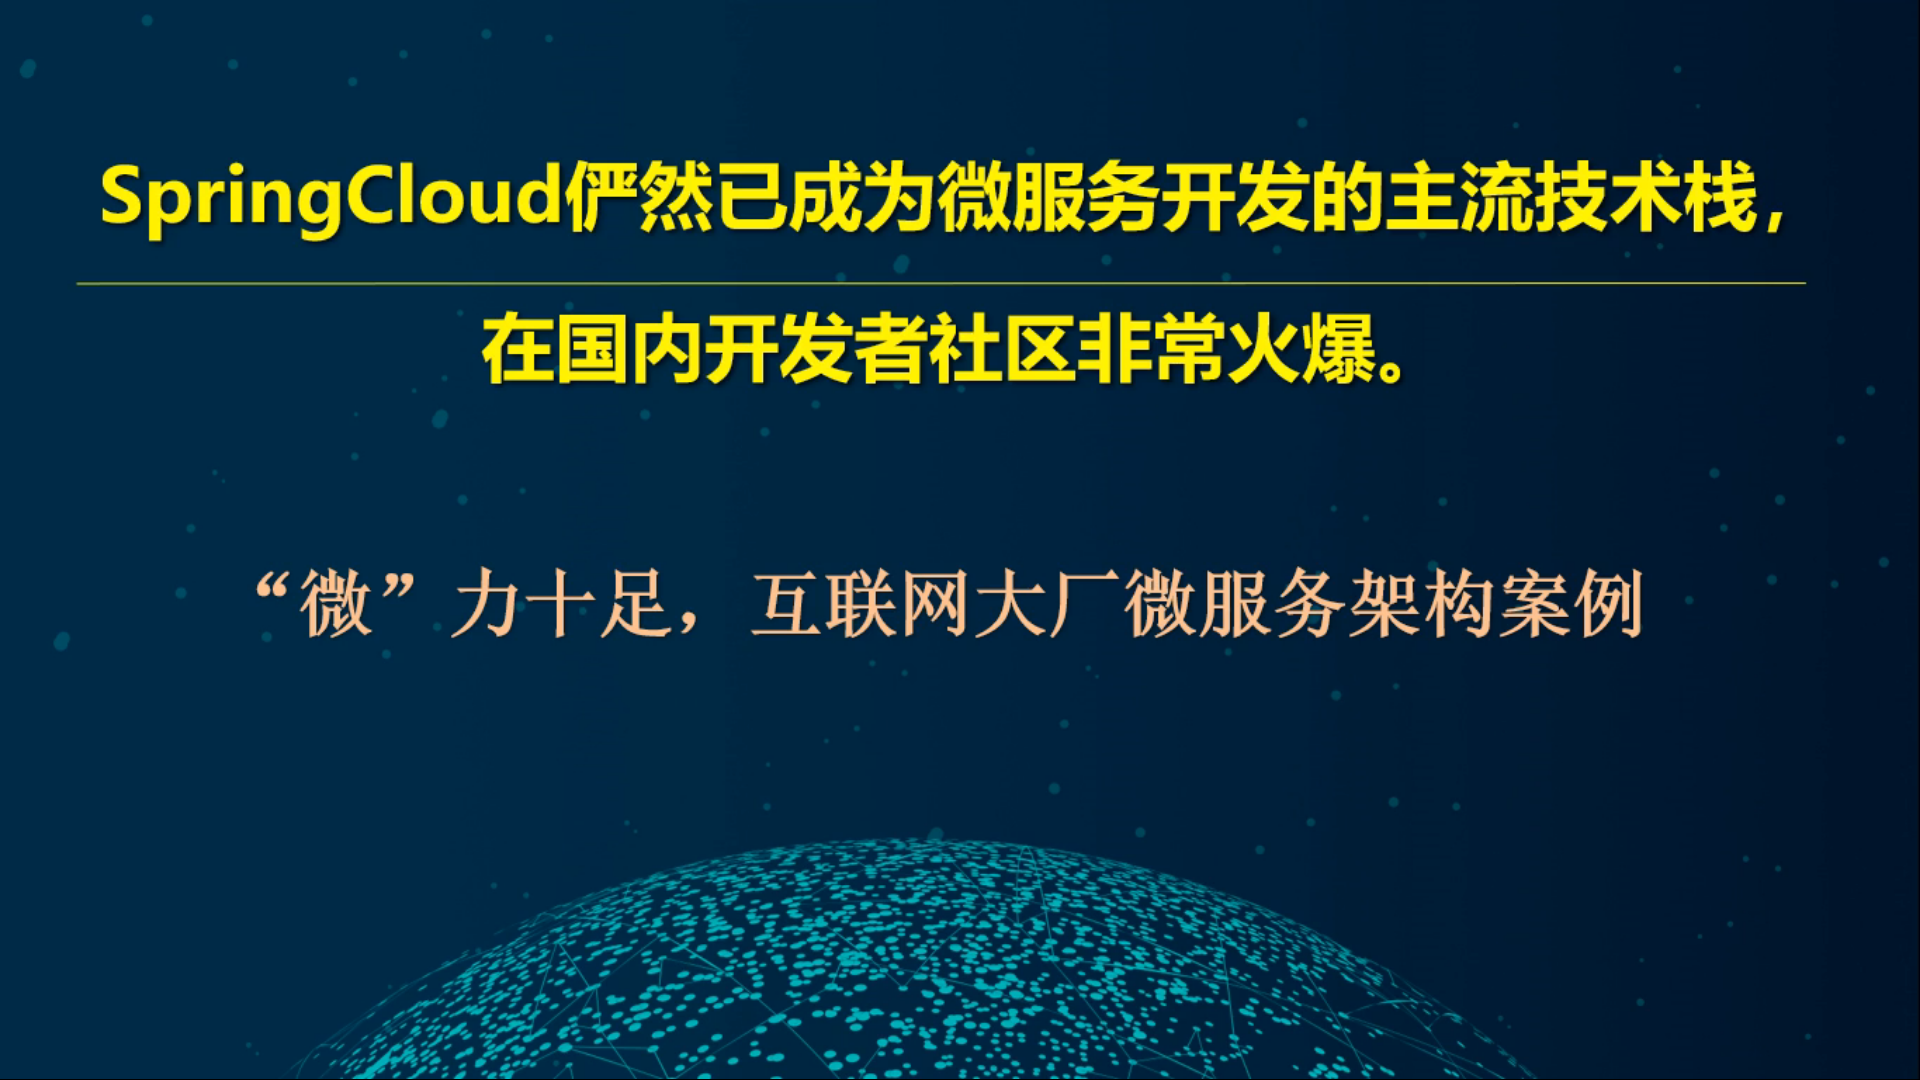 SpringCloud俨然已成为微服务开发的主流技术栈，
在国内开发者社区非常火爆。
“微”力十足，互联网大厂微服务架构案例